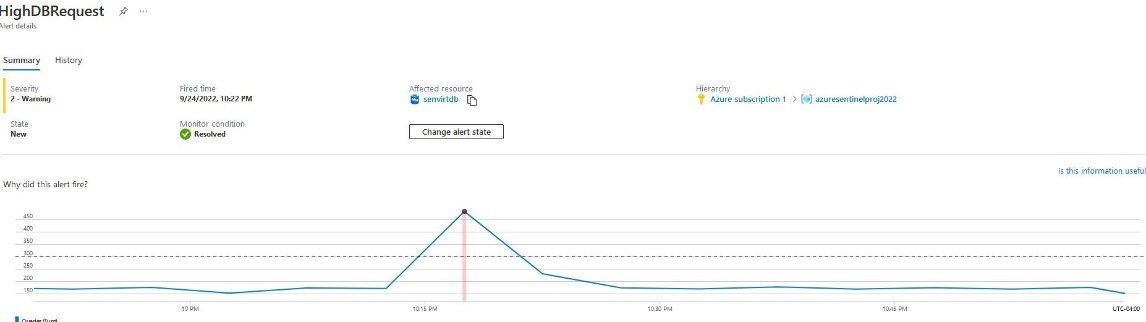 HighDBRequest ...
Alert details
Summary History
Severity Fired time Affected resource Hierarchy
2 - Warning 9/24/2022, 10:22 PM senvirtdb Azure subscription 1 > azuresentinelproj2022
State Monitor condition
New Resolved Change alert state
Is this information useful
Why did this alert fire?
450
400
350
300
250
200
150
10 PM 10:15 PM 10:30 PM 10:45 PM UTC-04:00